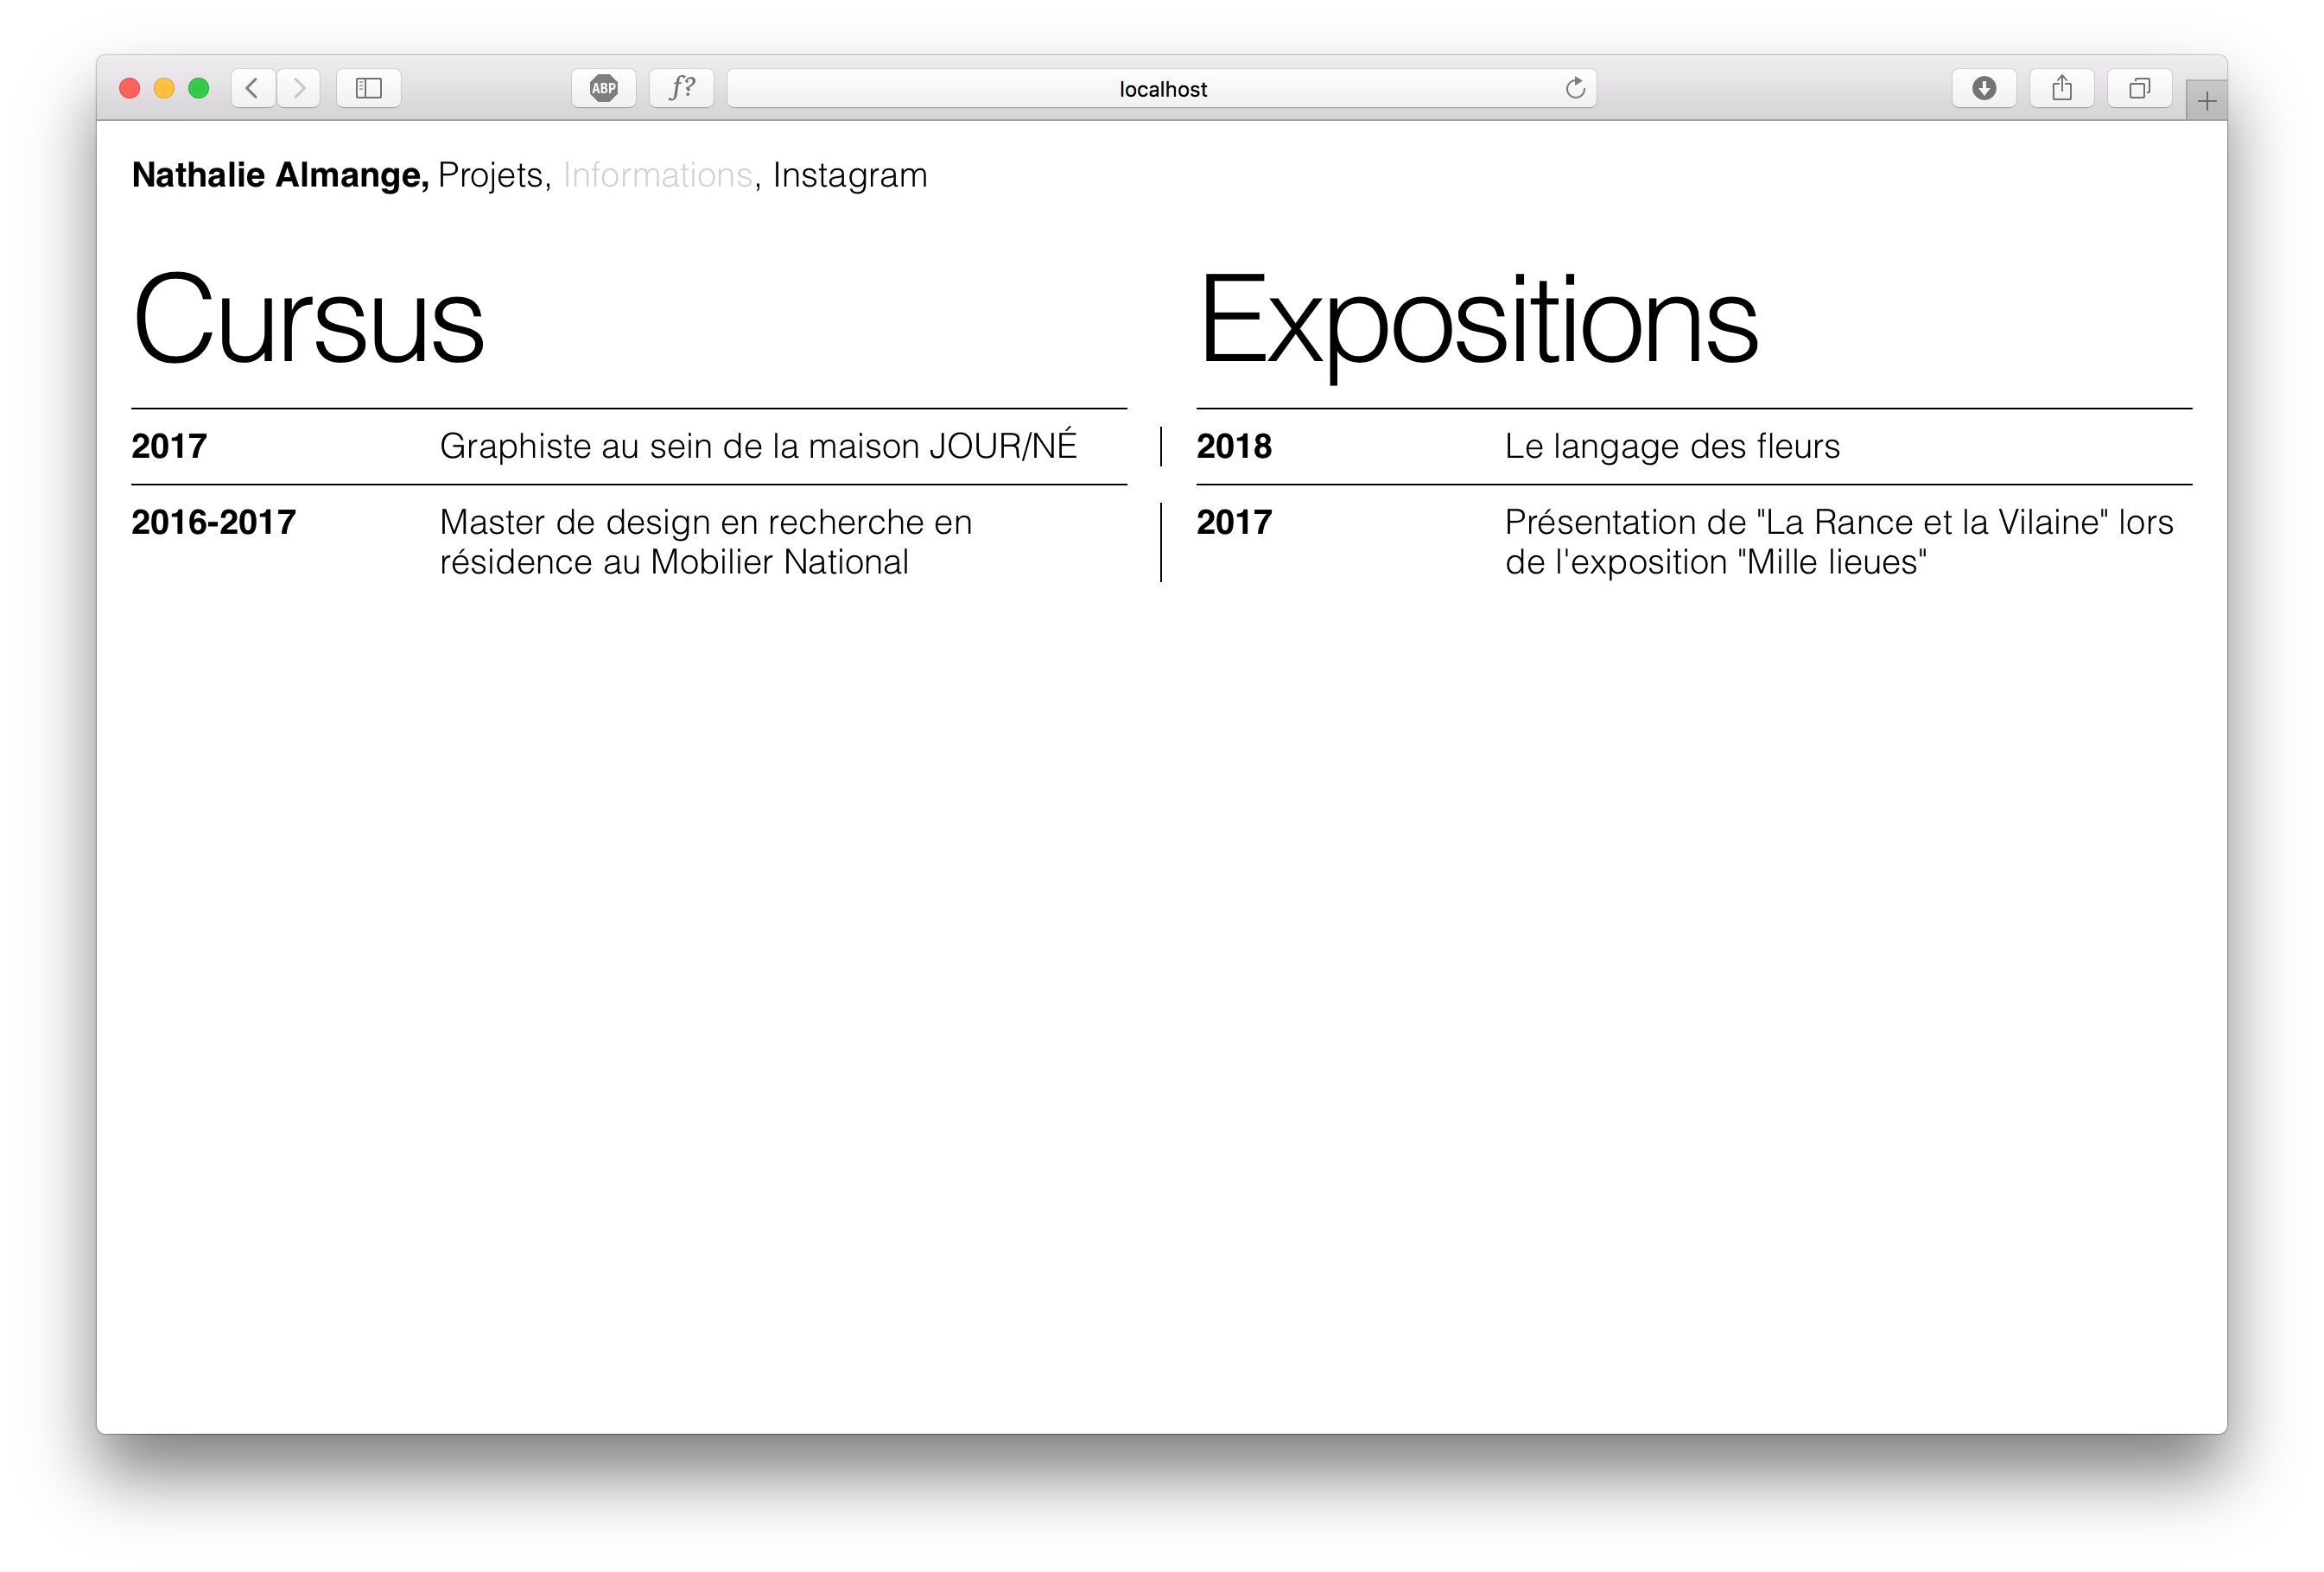 ABP
f?
localhost
Nathalie Almange, Projets, Informations, Instagram
Cursus
2017 Graphiste au sein de la maison JOUR/NÉ
2016-2017 Master de design en recherche en
résidence au Mobilier National
Expositions
2018 Le langage des fleurs
2017 Présentation de "La Rance et la Vilaine" lors
de l'exposition "Mille lieues"